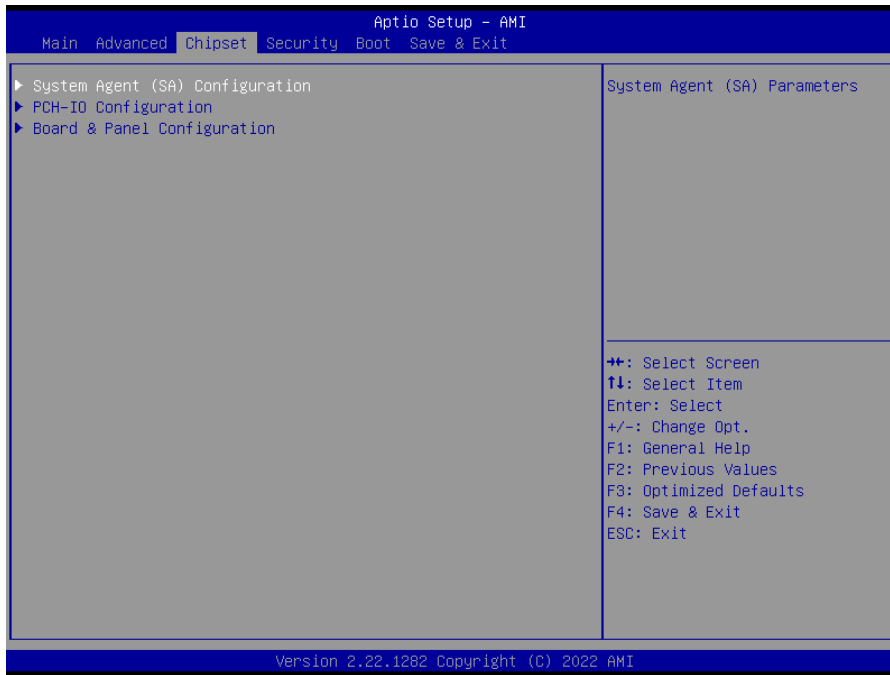 Aptio Setup – AMI
Main Advanced Chipset Security Boot Save & Exit
▶ System Agent (SA) Configuration
▶ PCH-IO Configuration
▶ Board & Panel Configuration
System Agent (SA) Parameters
→←: Select Screen
↑↓: Select Item
Enter: Select
+/-: Change Opt.
F1: General Help
F2: Previous Values
F3: Optimized Defaults
F4: Save & Exit
ESC: Exit
Version 2.22.1282 Copyright (C) 2022 AMI